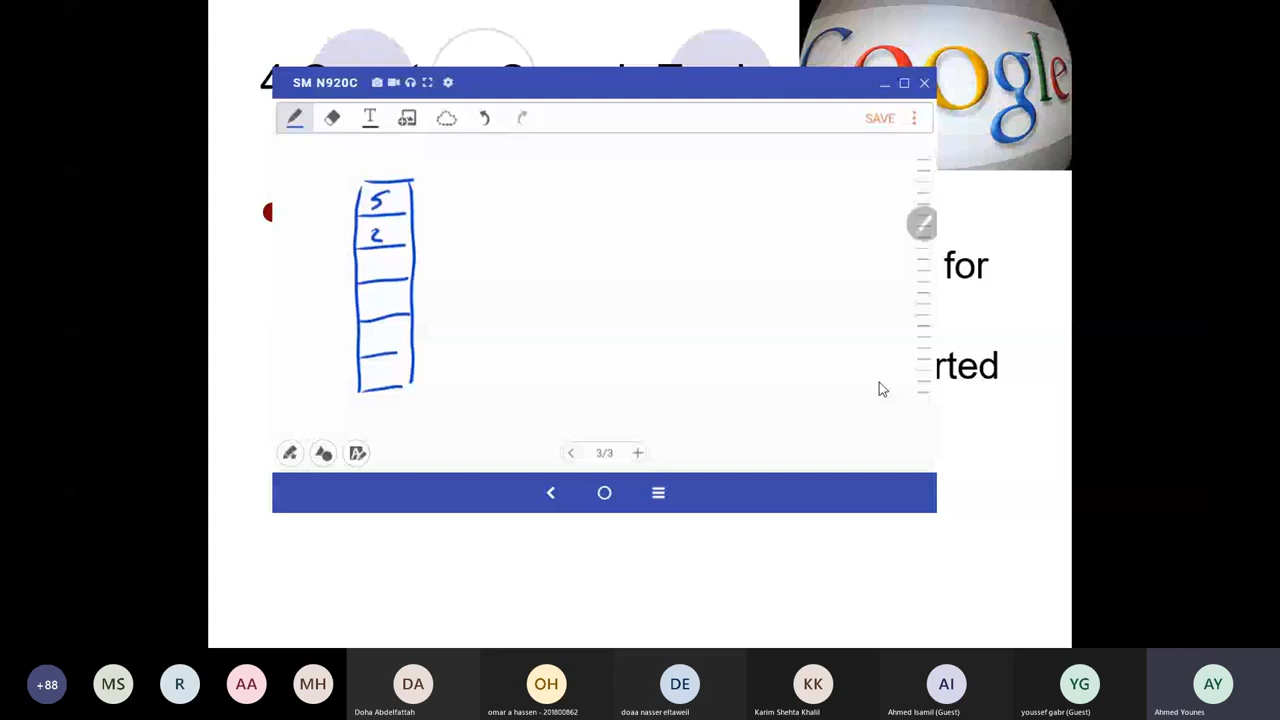 Google
SM N920C
T
SAVE
5
2
for
rted
3/3
+88
MS
R
AA
MH
DA
OH
DE
KK
AI
YG
AY
Doha Abdelfattah
omar a hassen - 201800862
doaa nasser eltaweil
Karim Shehta Khalil
Ahmed Isamil (Guest)
youssef gabr (Guest)
Ahmed Younes